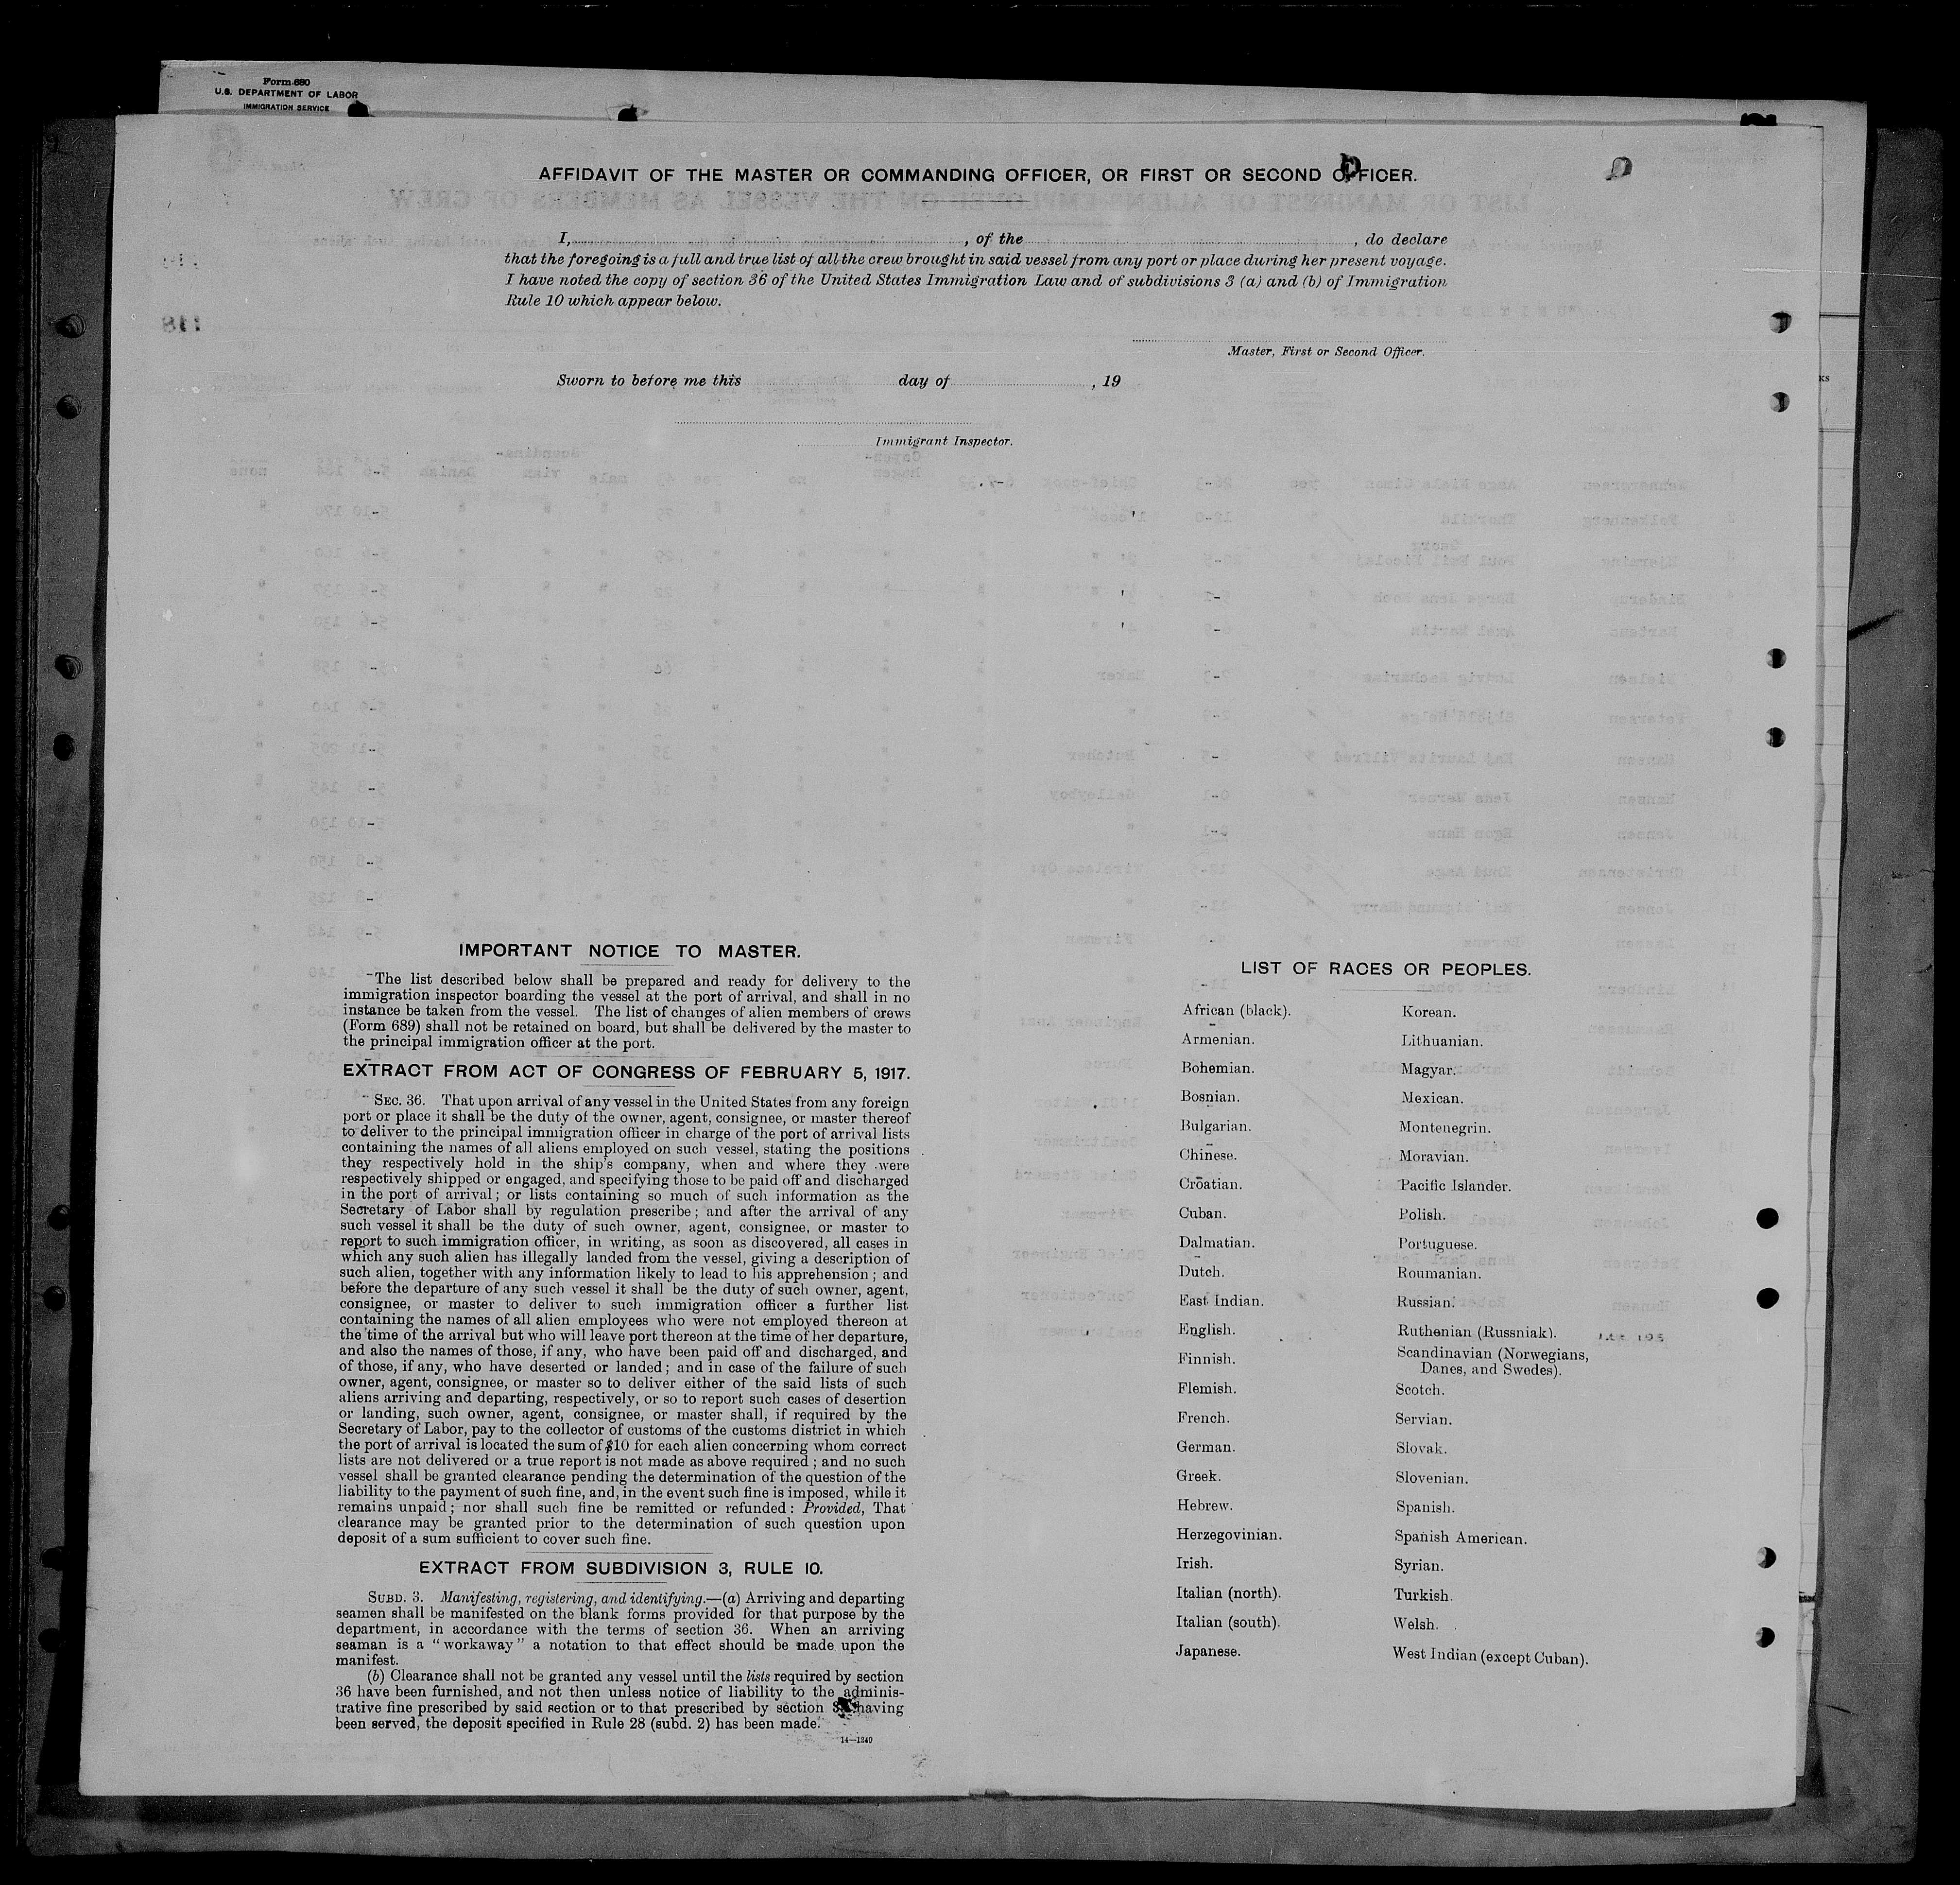 Form 680
U.S. DEPARTMENT OF LABOR
IMMIGRATION SERVICE
AFFIDAVIT OF THE MASTER OR COMMANDING OFFICER, OR FIRST OR SECOND OFFICER.
I, , of the , do declare
that the foregoing is a full and true list of all the crew brought in said vessel from any port or place during her present voyage.
I have noted the copy of section 36 of the United States Immigration Law and of subdivisions 3 (a) and (b) of Immigration
Rule 10 which appear below.
Master, First or Second Officer.
Sworn to before me this day of , 19
Immigrant Inspector.
IMPORTANT NOTICE TO MASTER.
The list described below shall be prepared and ready for delivery to the
immigration inspector boarding the vessel at the port of arrival, and shall in no
instance be taken from the vessel. The list of changes of alien members of crews
(Form 689) shall not be retained on board, but shall be delivered by the master to
the principal immigration officer at the port.
EXTRACT FROM ACT OF CONGRESS OF FEBRUARY 5, 1917.
SEC. 36. That upon arrival of any vessel in the United States from any foreign
port or place it shall be the duty of the owner, agent, consignee, or master thereof
to deliver to the principal immigration officer in charge of the port of arrival lists
containing the names of all aliens employed on such vessel, stating the positions
they respectively hold in the ship's company, when and where they were
respectively shipped or engaged, and specifying those to be paid off and discharged
in the port of arrival; or lists containing so much of such information as the
Secretary of Labor shall by regulation prescribe; and after the arrival of any
such vessel it shall be the duty of such owner, agent, consignee, or master to
report to such immigration officer, in writing, as soon as discovered, all cases in
which any such alien has illegally landed from the vessel, giving a description of
such alien, together with any information likely to lead to his apprehension; and
before the departure of any such vessel it shall be the duty of such owner, agent,
consignee, or master to deliver to such immigration officer a further list
containing the names of all alien employees who were not employed thereon at
the time of the arrival but who will leave port thereon at the time of her departure,
and also the names of those, if any, who have been paid off and discharged, and
of those, if any, who have deserted or landed; and in case of the failure of such
owner, agent, consignee, or master so to deliver either of the said lists of such
aliens arriving and departing, respectively, or so to report such cases of desertion
or landing, such owner, agent, consignee, or master shall, if required by the
Secretary of Labor, pay to the collector of customs of the customs district in which
the port of arrival is located the sum of $10 for each alien concerning whom correct
lists are not delivered or a true report is not made as above required; and no such
vessel shall be granted clearance pending the determination of the question of the
liability to the payment of such fine, and, in the event such fine is imposed, while it
remains unpaid; nor shall such fine be remitted or refunded: Provided, That
clearance may be granted prior to the determination of such question upon
deposit of a sum sufficient to cover such fine.
EXTRACT FROM SUBDIVISION 3, RULE 10.
SUBD. 3. Manifesting, registering, and identifying.—(a) Arriving and departing
seamen shall be manifested on the blank forms provided for that purpose by the
department, in accordance with the terms of section 36. When an arriving
seaman is a "workaway" a notation to that effect should be made upon the
manifest.
(b) Clearance shall not be granted any vessel until the lists required by section
36 have been furnished, and not then unless notice of liability to the adminis-
trative fine prescribed by said section or to that prescribed by section having
been served, the deposit specified in Rule 28 (subd. 2) has been made.
14—1240
LIST OF RACES OR PEOPLES.
African (black).
Armenian.
Bohemian.
Bosnian.
Bulgarian.
Chinese.
Croatian.
Cuban.
Dalmatian.
Dutch.
East Indian.
English.
Finnish.
Flemish.
French.
German.
Greek.
Hebrew.
Herzegovinian.
Irish.
Italian (north).
Italian (south).
Japanese.
Korean.
Lithuanian.
Magyar.
Mexican.
Montenegrin.
Moravian.
Pacific Islander.
Polish.
Portuguese.
Roumanian.
Russian.
Ruthenian (Russniak).
Scandinavian (Norwegians,
Danes, and Swedes).
Scotch.
Servian.
Slovak.
Slovenian.
Spanish.
Spanish American.
Syrian.
Turkish.
Welsh.
West Indian (except Cuban).